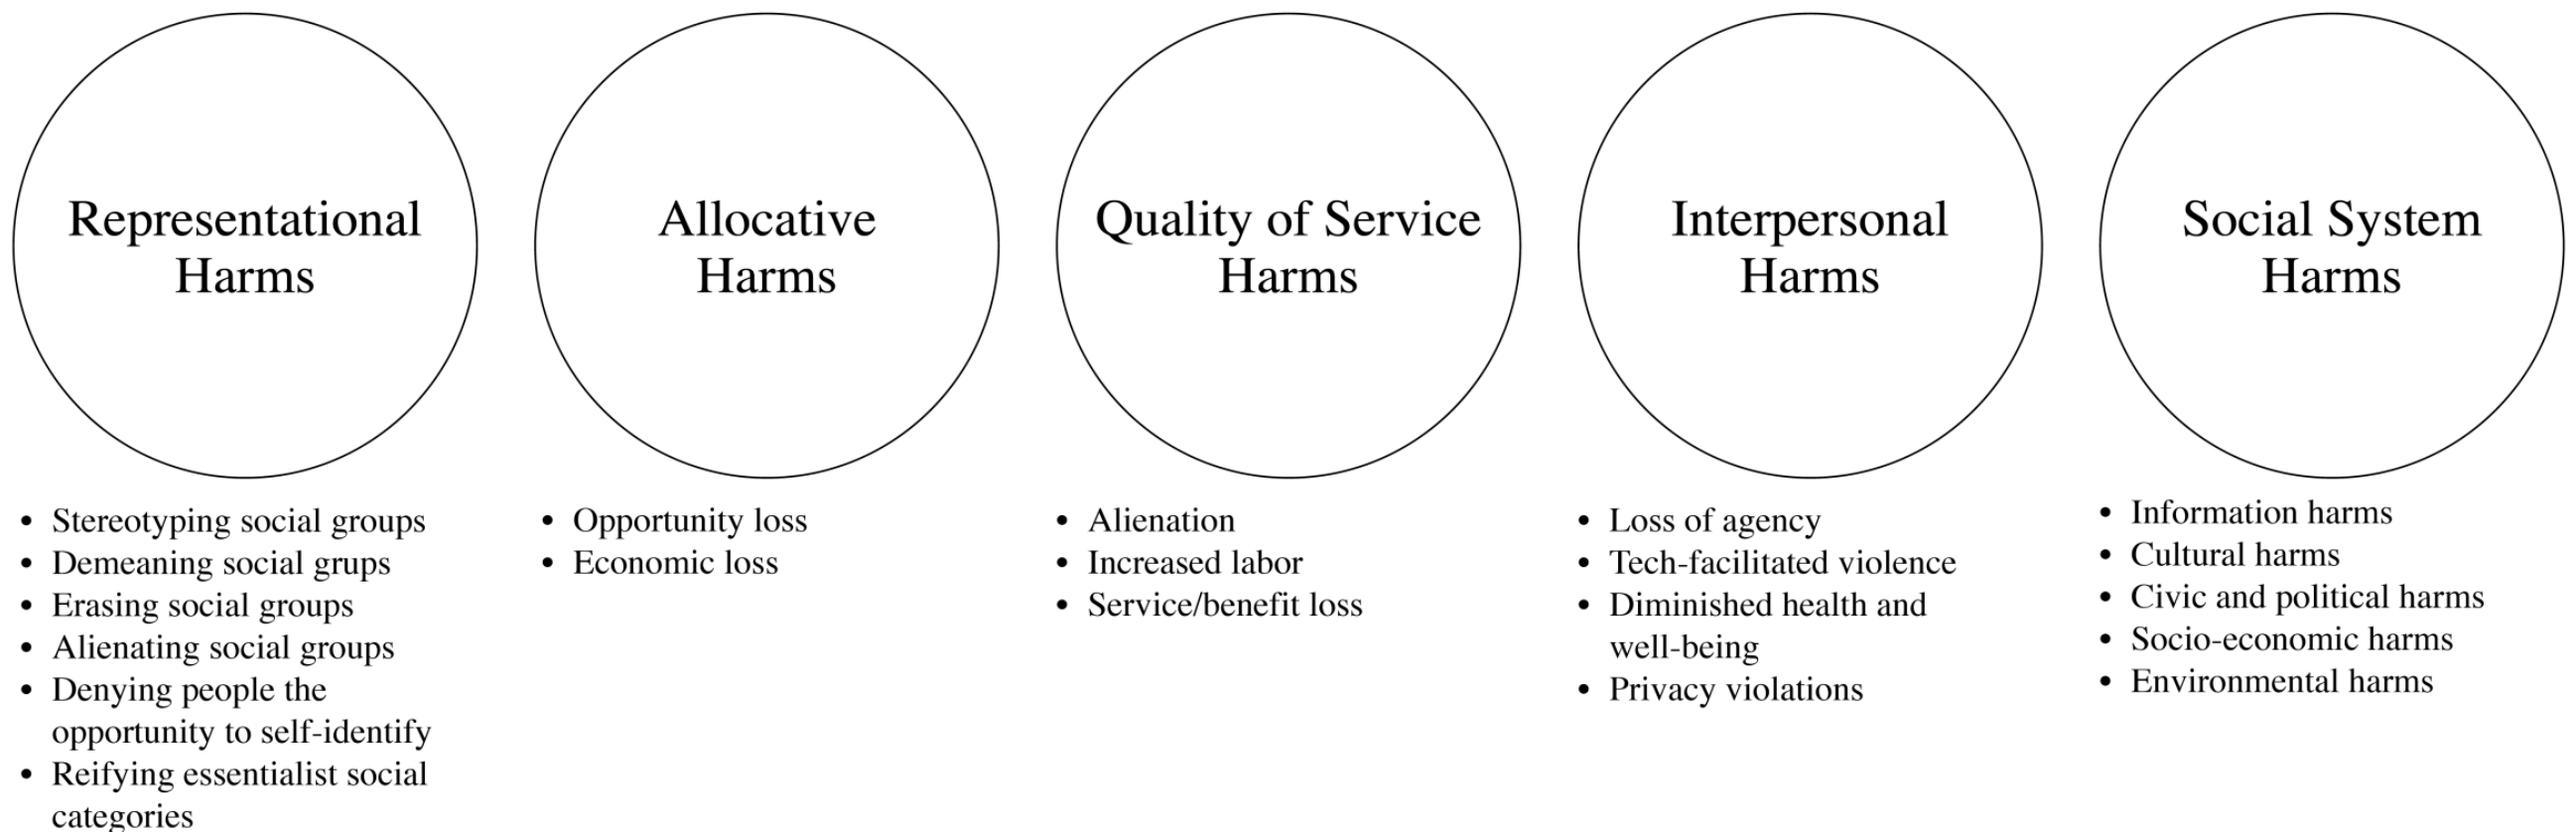 Representational
Harms
Allocative
Harms
Quality of Service
Harms
Interpersonal
Harms
Social System
Harms
• Stereotyping social groups
• Demeaning social grups
• Erasing social groups
• Alienating social groups
• Denying people the
opportunity to self-identify
• Reifying essentialist social
categories
• Opportunity loss
• Economic loss
• Alienation
• Increased labor
• Service/benefit loss
• Loss of agency
• Tech-facilitated violence
• Diminished health and
well-being
• Privacy violations
• Information harms
• Cultural harms
• Civic and political harms
• Socio-economic harms
• Environmental harms